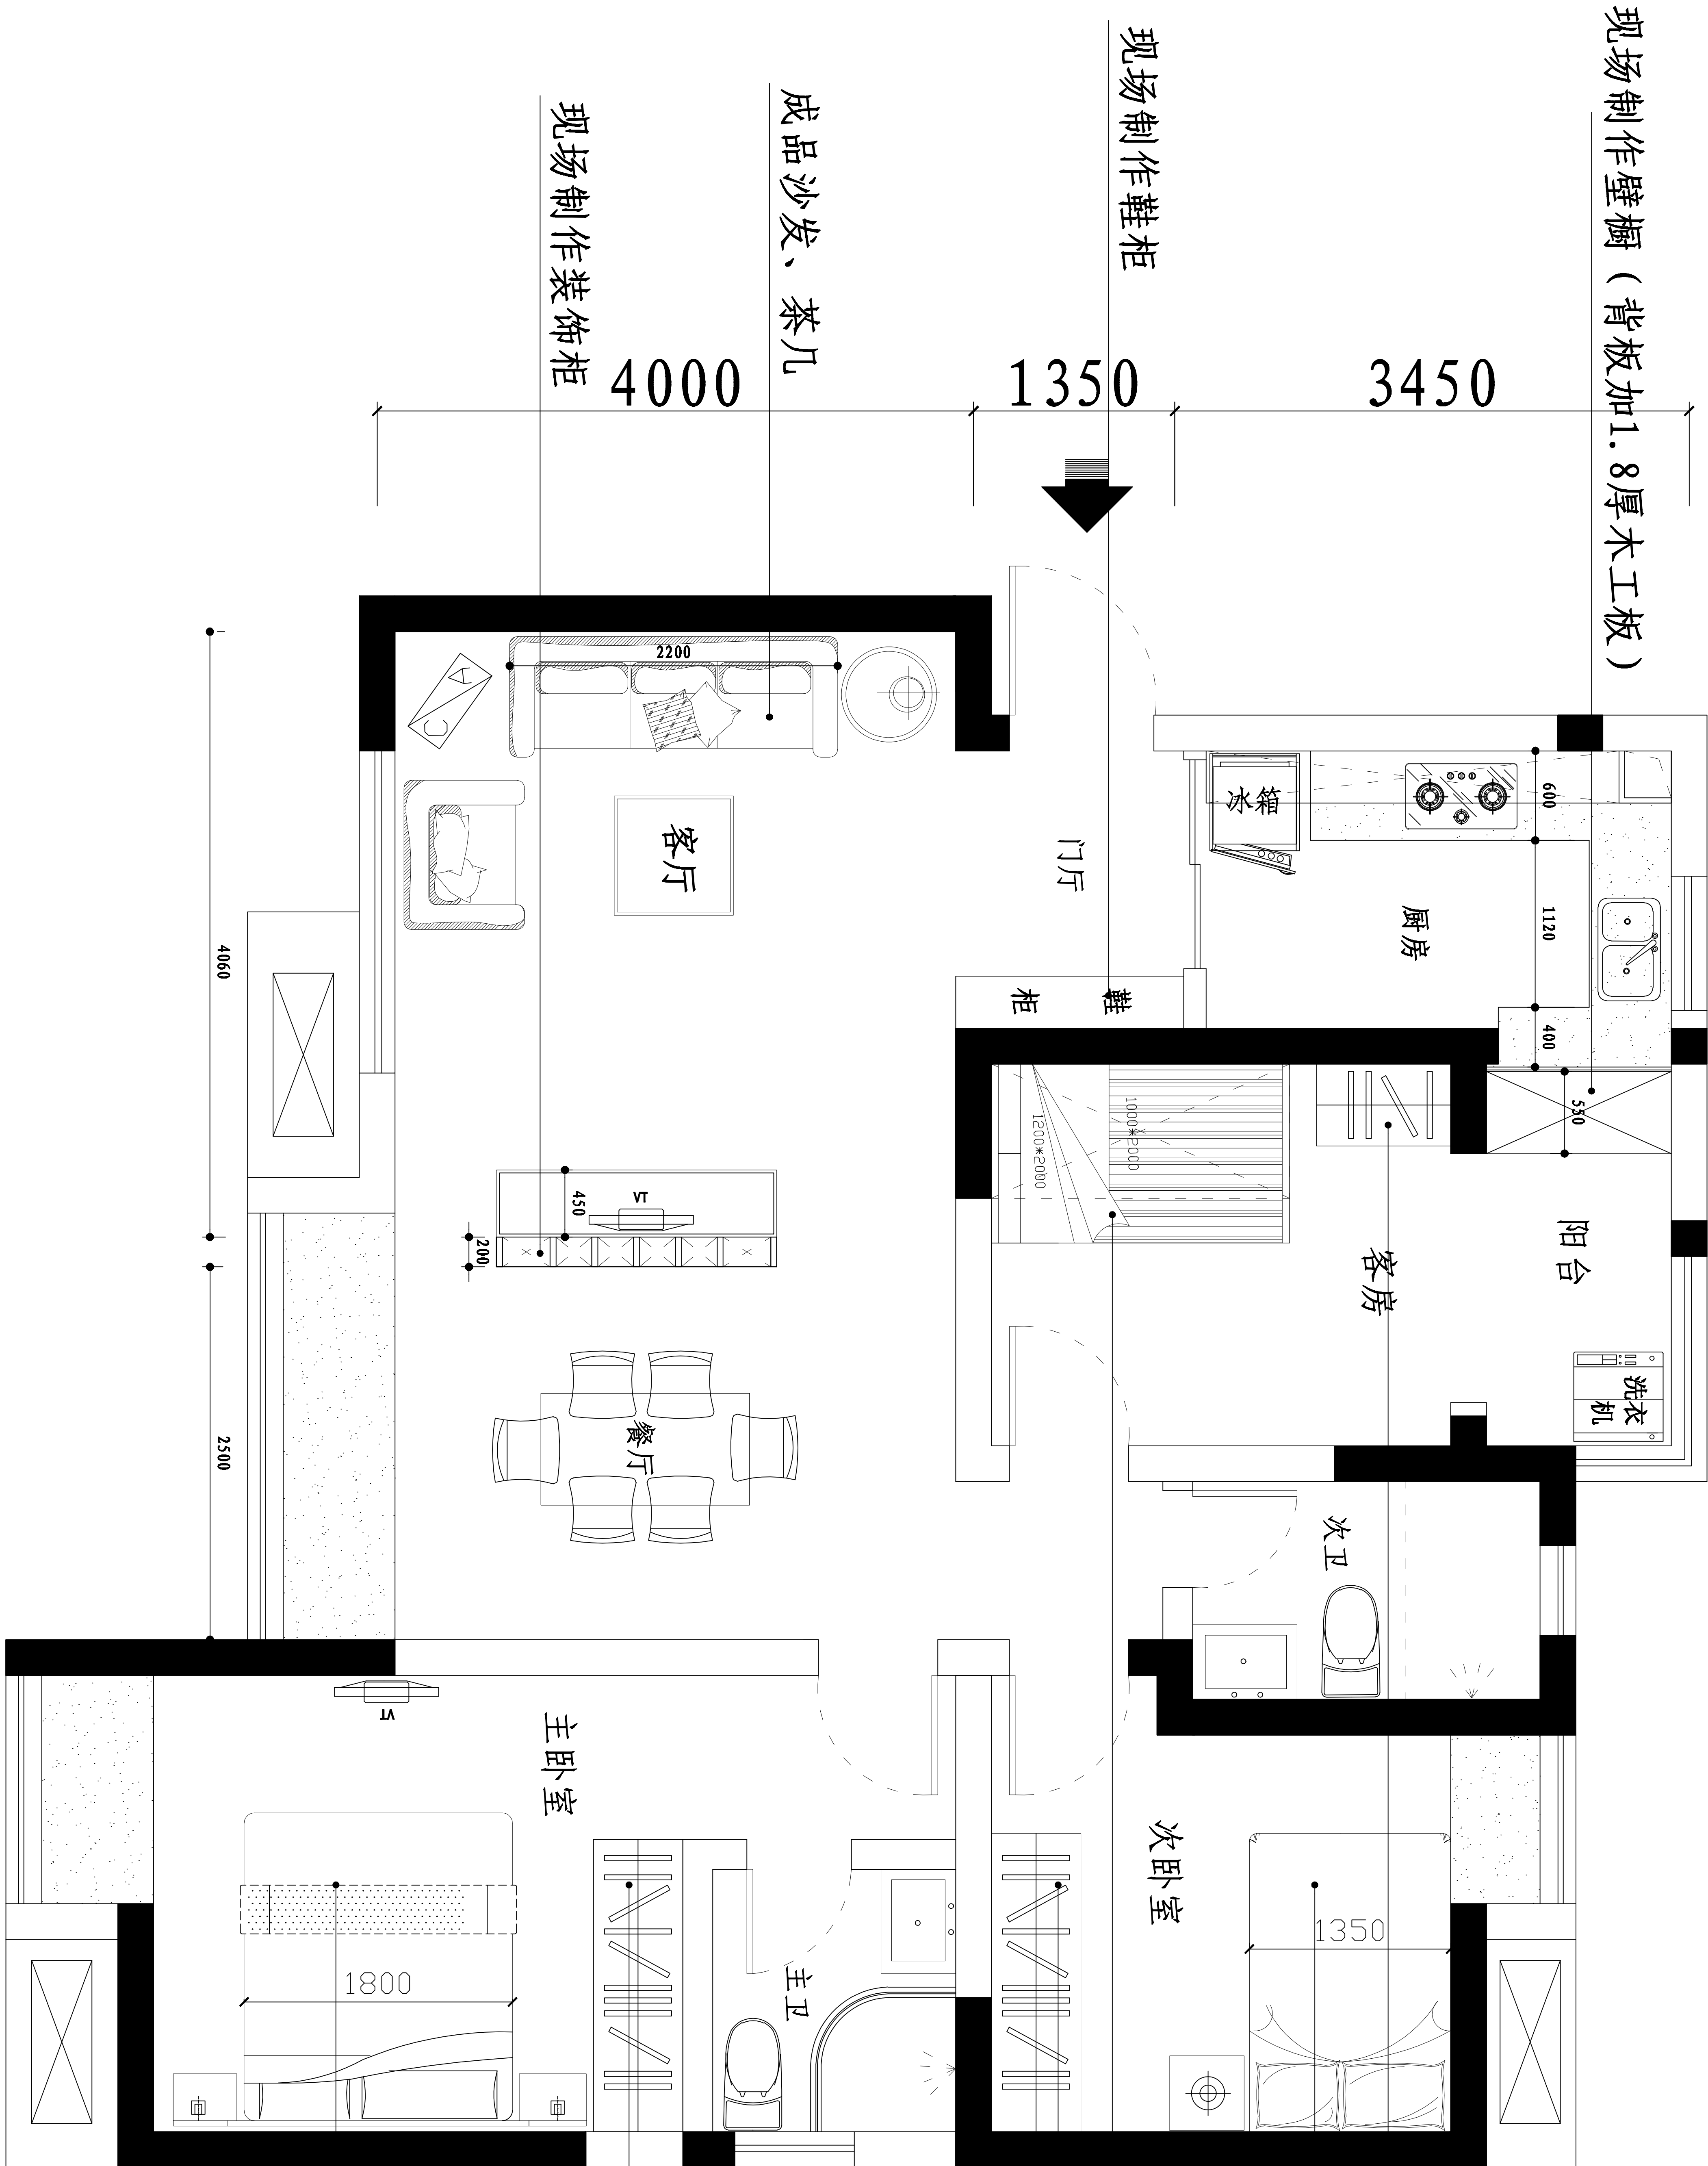 现场制作壁橱（背板加1.8厚木工板）
现场制作鞋柜
成品沙发、茶几
现场制作装饰柜
4000
1350
3450
2200
冰箱
600
客厅
门厅
厨房
1120
4060
鞋柜
400
550
1000*2000
1200*2000
450
VT
200
阳台
客房
洗衣机
餐厅
2500
次卫
VT
主卧室
次卧室
1350
主卫
1800